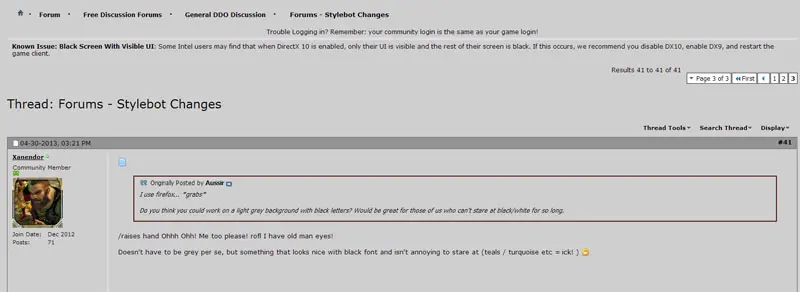 Forum Free Discussion Forums General DDO Discussion Forums - Stylebot Changes
Trouble Logging in? Remember: your community login is the same as your game login!
Known Issue: Black Screen With Visible UI: Some Intel users may find that when DirectX 10 is enabled, only their UI is visible and the rest of their screen is black. If this occurs, we recommend you disable DX10, enable DX9, and restart the
game client.
Results 41 to 41 of 41
Page 3 of 3 First 1 2 3
Thread: Forums - Stylebot Changes
Thread Tools Search Thread Display
04-30-2013, 03:21 PM #41
Xanendor
Community Member
Originally Posted by Aussir
I use firefox... *grabs*
Do you think you could work on a light grey background with black letters? Would be great for those of us who can't stare at black/white for so long.
/raises hand Ohhh Ohh! Me too please! rofl I have old man eyes!
Doesn't have to be grey per se, but something that looks nice with black font and isn't annoying to stare at (teals / turquoise etc = ick! )
Join Date: Dec 2012
Posts: 71